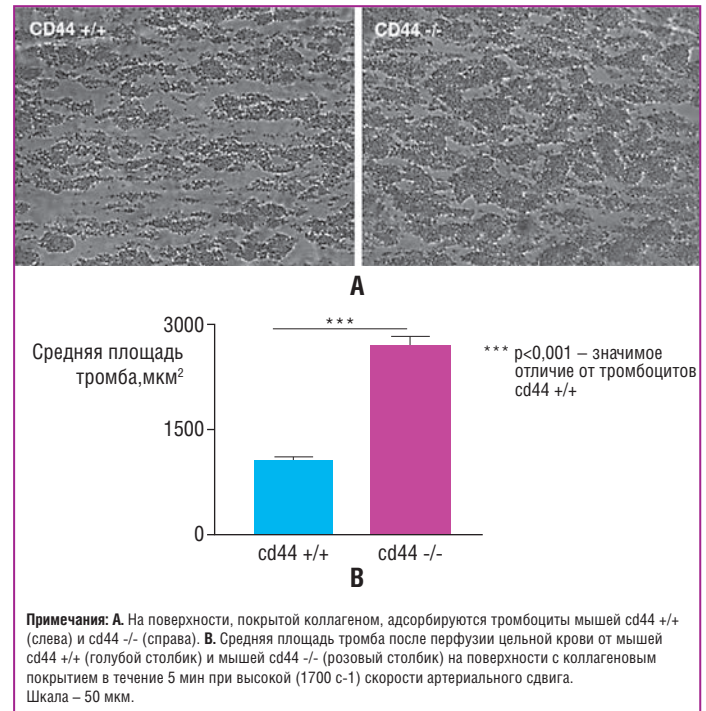 CD44 +/+
CD44 -/-
A
3000
1500
0
Средняя площадь
тромба,мкм²
***
*** p<0,001 – значимое
отличие от тромбоцитов
cd44 +/+
cd44 +/+
cd44 -/-
B
Примечания: А. На поверхности, покрытой коллагеном, адсорбируются тромбоциты мышей cd44 +/+
(слева) и cd44 -/- (справа). В. Средняя площадь тромба после перфузии цельной крови от мышей
cd44 +/+ (голубой столбик) и мышей cd44 -/- (розовый столбик) на поверхности с коллагеновым
покрытием в течение 5 мин при высокой (1700 с-1) скорости артериального сдвига.
Шкала – 50 мкм.